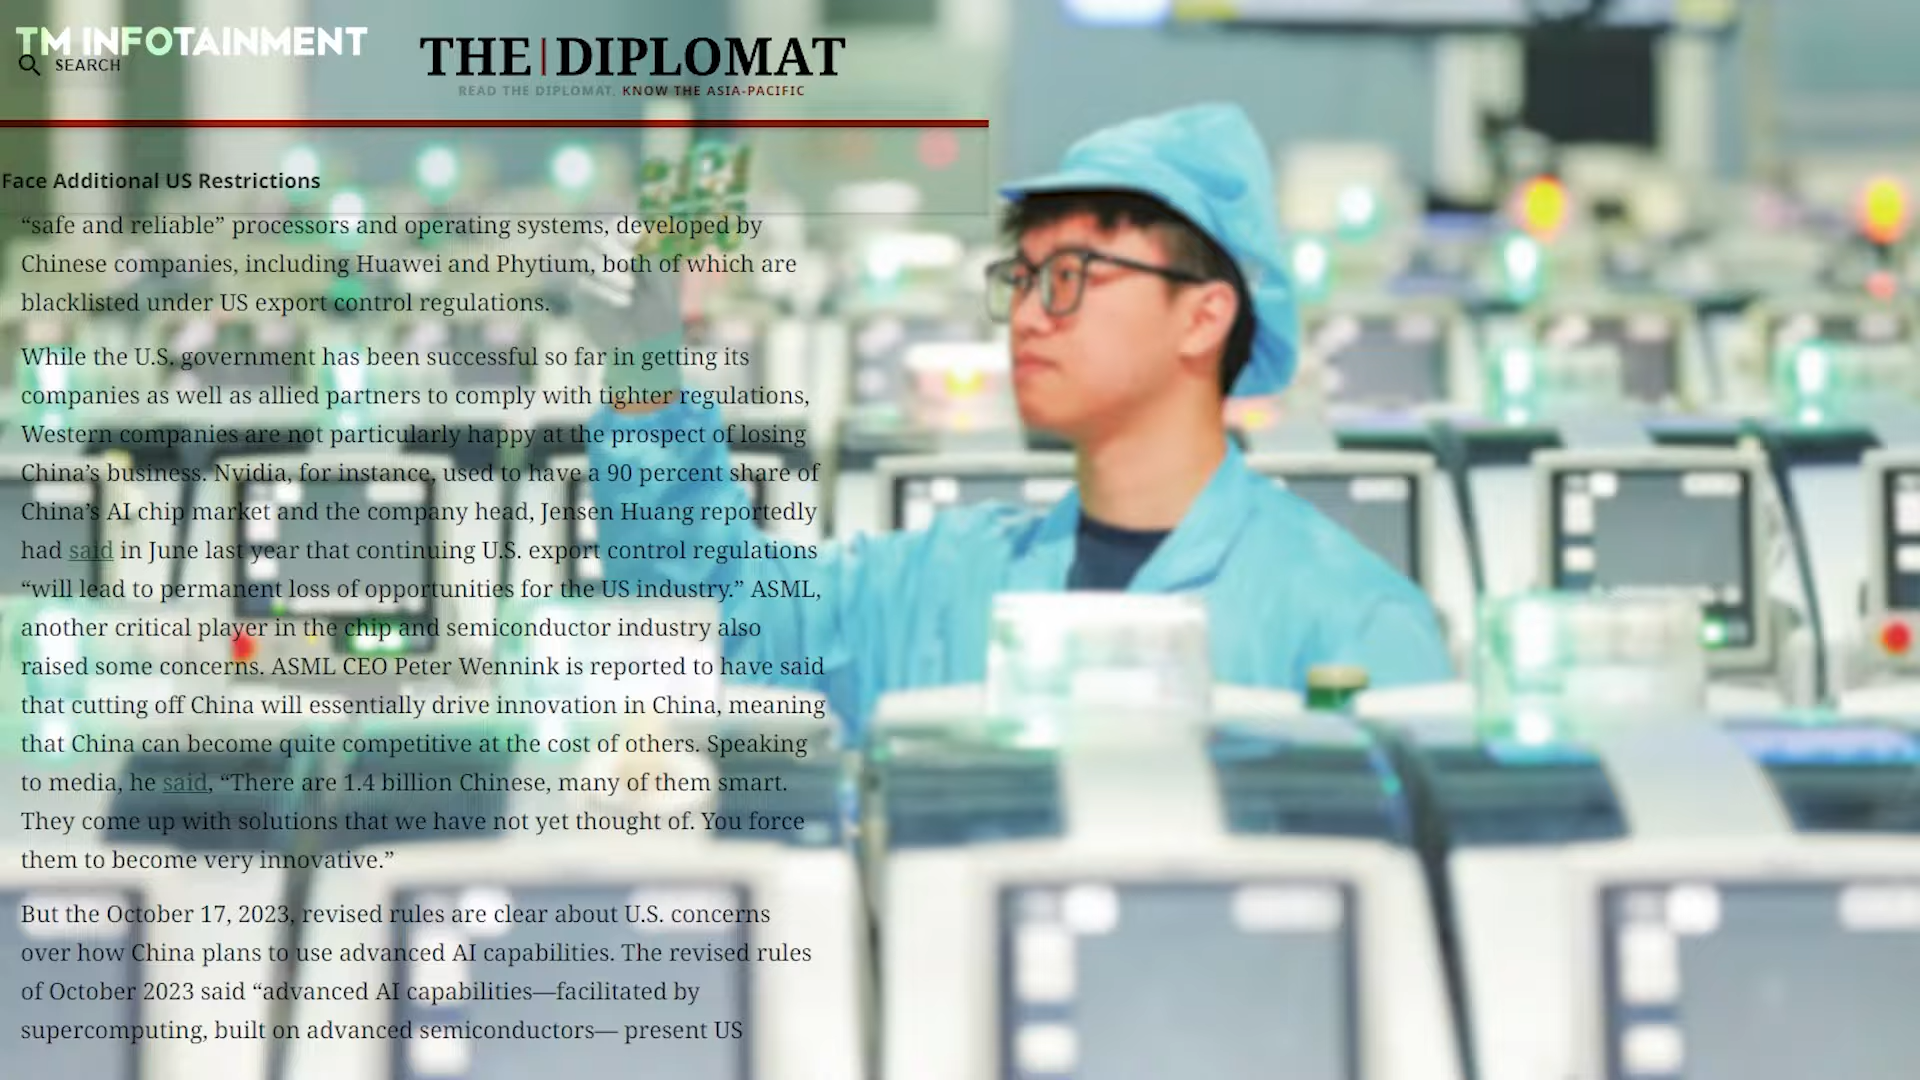 TM INFOTAINMENT
SEARCH
THE|DIPLOMAT
READ THE DIPLOMAT, KNOW THE ASIA-PACIFIC
Face Additional US Restrictions
“safe and reliable” processors and operating systems, developed by
Chinese companies, including Huawei and Phytium, both of which are
blacklisted under US export control regulations.
While the U.S. government has been successful so far in getting its
companies as well as allied partners to comply with tighter regulations,
Western companies are not particularly happy at the prospect of losing
China’s business. Nvidia, for instance, used to have a 90 percent share of
China’s AI chip market and the company head, Jensen Huang reportedly
had said in June last year that continuing U.S. export control regulations
“will lead to permanent loss of opportunities for the US industry.” ASML,
another critical player in the chip and semiconductor industry also
raised some concerns. ASML CEO Peter Wennink is reported to have said
that cutting off China will essentially drive innovation in China, meaning
that China can become quite competitive at the cost of others. Speaking
to media, he said, “There are 1.4 billion Chinese, many of them smart.
They come up with solutions that we have not yet thought of. You force
them to become very innovative.”
But the October 17, 2023, revised rules are clear about U.S. concerns
over how China plans to use advanced AI capabilities. The revised rules
of October 2023 said “advanced AI capabilities—facilitated by
supercomputing, built on advanced semiconductors— present US